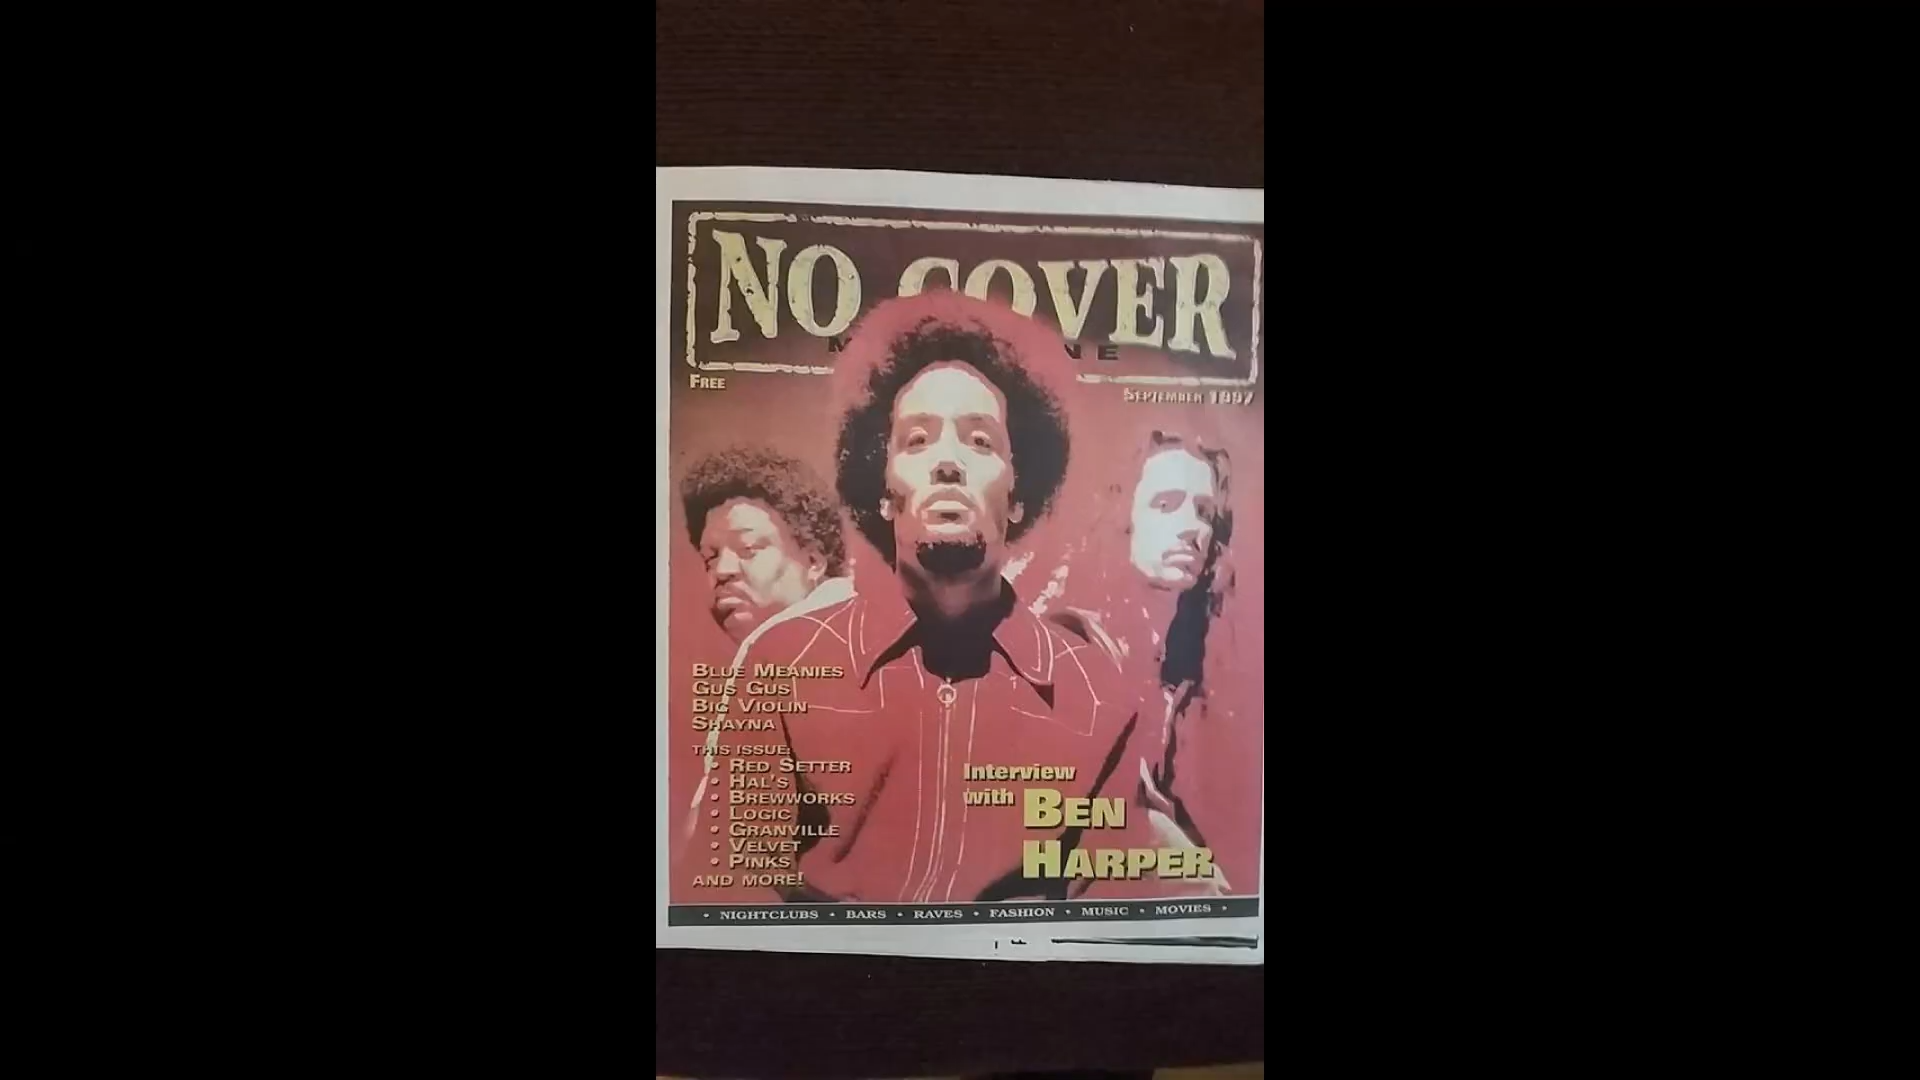 NO COVER
FREE
SEPTEMBER 1997
BLUE MEANIES
GUS GUS
BIG VIOLIN
SHAYNA
THIS ISSUE:
• RED SETTER
• HAL'S
• BREWWORKS
• LOGIC
• GRANVILLE
• VELVET
• PINKS
AND MORE!
Interview
with BEN
HARPER
• NIGHTCLUBS • BARS • RAVES • FASHION • MUSIC • MOVIES •